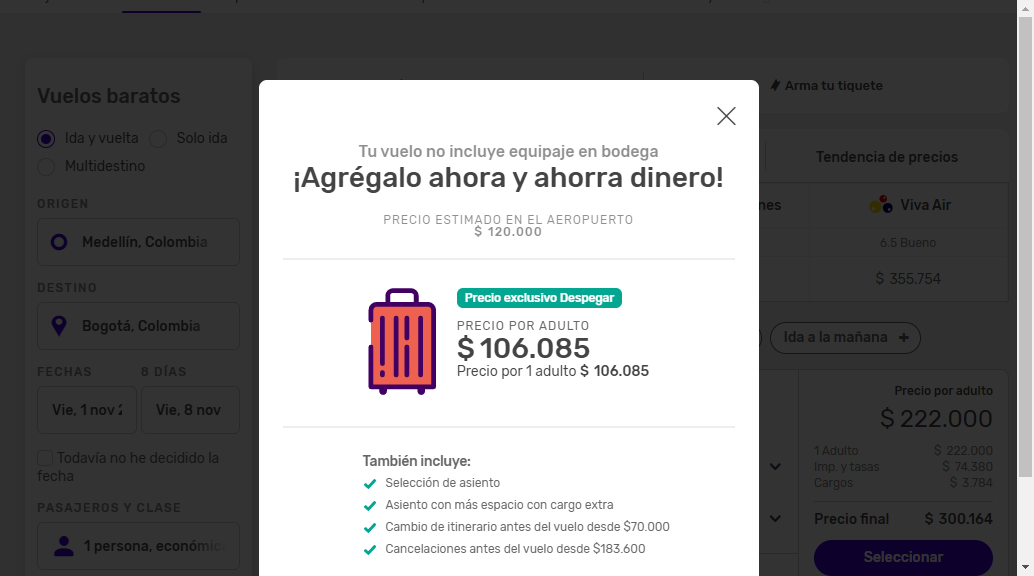 Vuelos baratos
Ida y vuelta
Solo ida
Multidestino
ORIGEN
Medellín, Colombia
DESTINO
Bogotá, Colombia
FECHAS
8 DÍAS
Vie, 1 nov
Vie, 8 nov
Todavía no he decidido la
fecha
PASAJEROS Y CLASE
1 persona, económic
Tu vuelo no incluye equipaje en bodega
¡Agrégalo ahora y ahorra dinero!
PRECIO ESTIMADO EN EL AEROPUERTO
$ 120.000
Precio exclusivo Despegar
PRECIO POR ADULTO
$ 106.085
Precio por 1 adulto $ 106.085
También incluye:
Selección de asiento
Asiento con más espacio con cargo extra
Cambio de itinerario antes del vuelo desde $70.000
Cancelaciones antes del vuelo desde $183.600
Arma tu tiquete
Tendencia de precios
nes
Viva Air
6.5 Bueno
$ 355.754
Ida a la mañana +
Precio por adulto
$ 222.000
1 Adulto $ 222.000
Imp. y tasas $ 74.380
Cargos $ 3.784
Precio final $ 300.164
Seleccionar